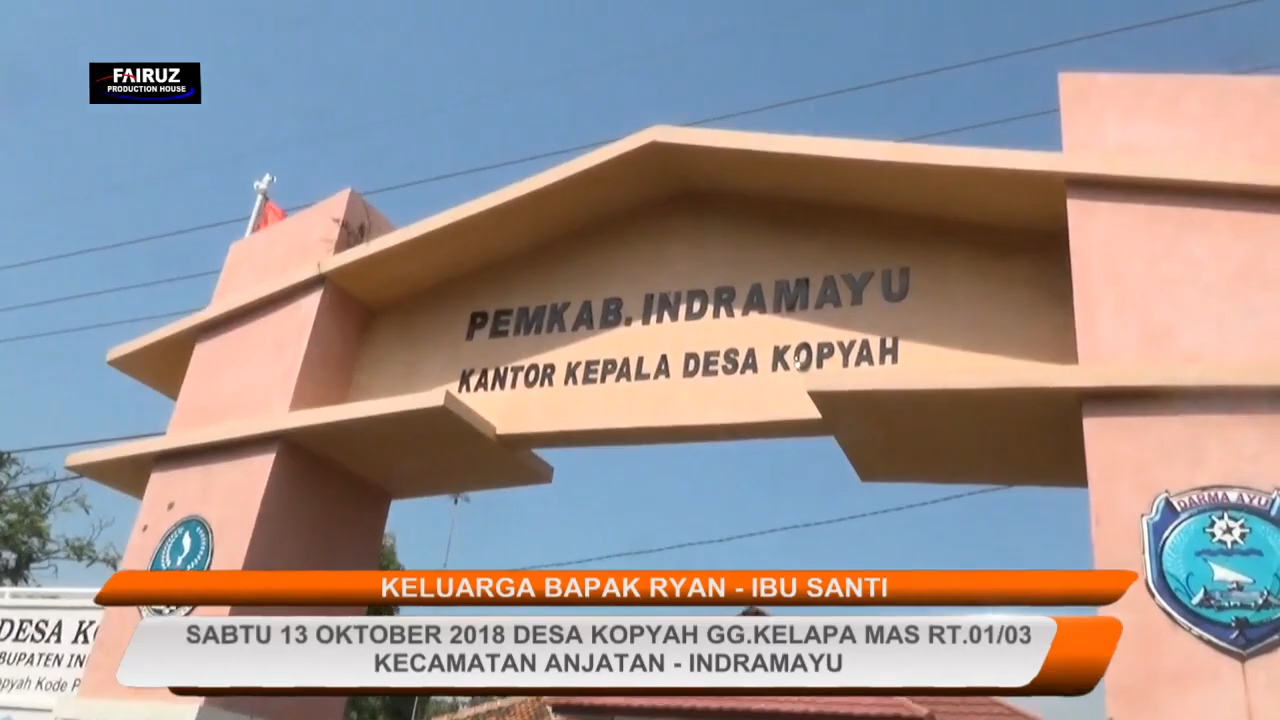 FAIRUZ
PRODUCTION HOUSE
PEMKAB. INDRAMAYU
KANTOR KEPALA DESA KOPYAH
DARMA AYU
KELUARGA BAPAK RYAN - IBU SANTI
SABTU 13 OKTOBER 2018 DESA KOPYAH GG.KELAPA MAS RT.01/03
KECAMATAN ANJATAN - INDRAMAYU
DESA KO
BUPATEN IN
opyah Kode P